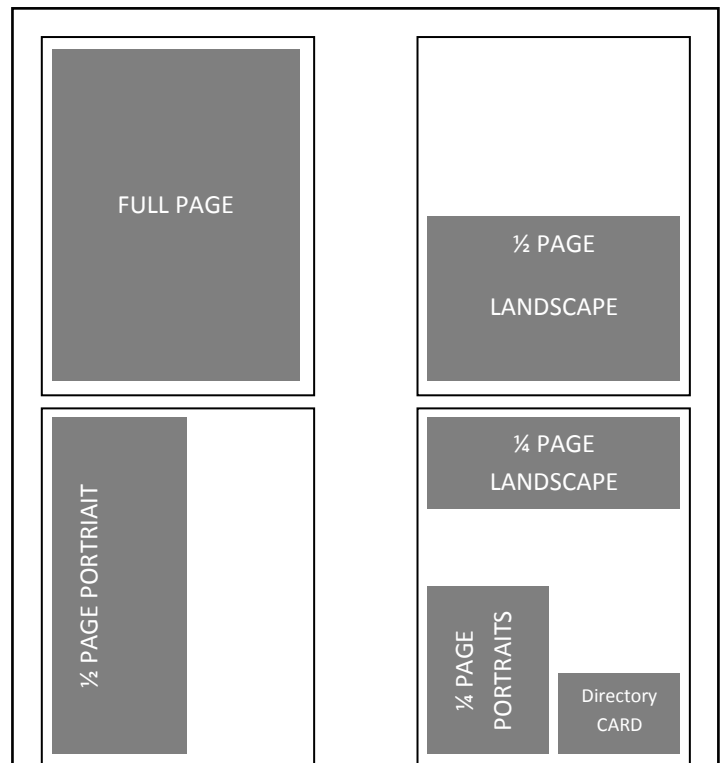 FULL PAGE
½ PAGE
LANDSCAPE
½ PAGE PORTRIAIT
¼ PAGE
LANDSCAPE
¼ PAGE
PORTRAITS
Directory
CARD